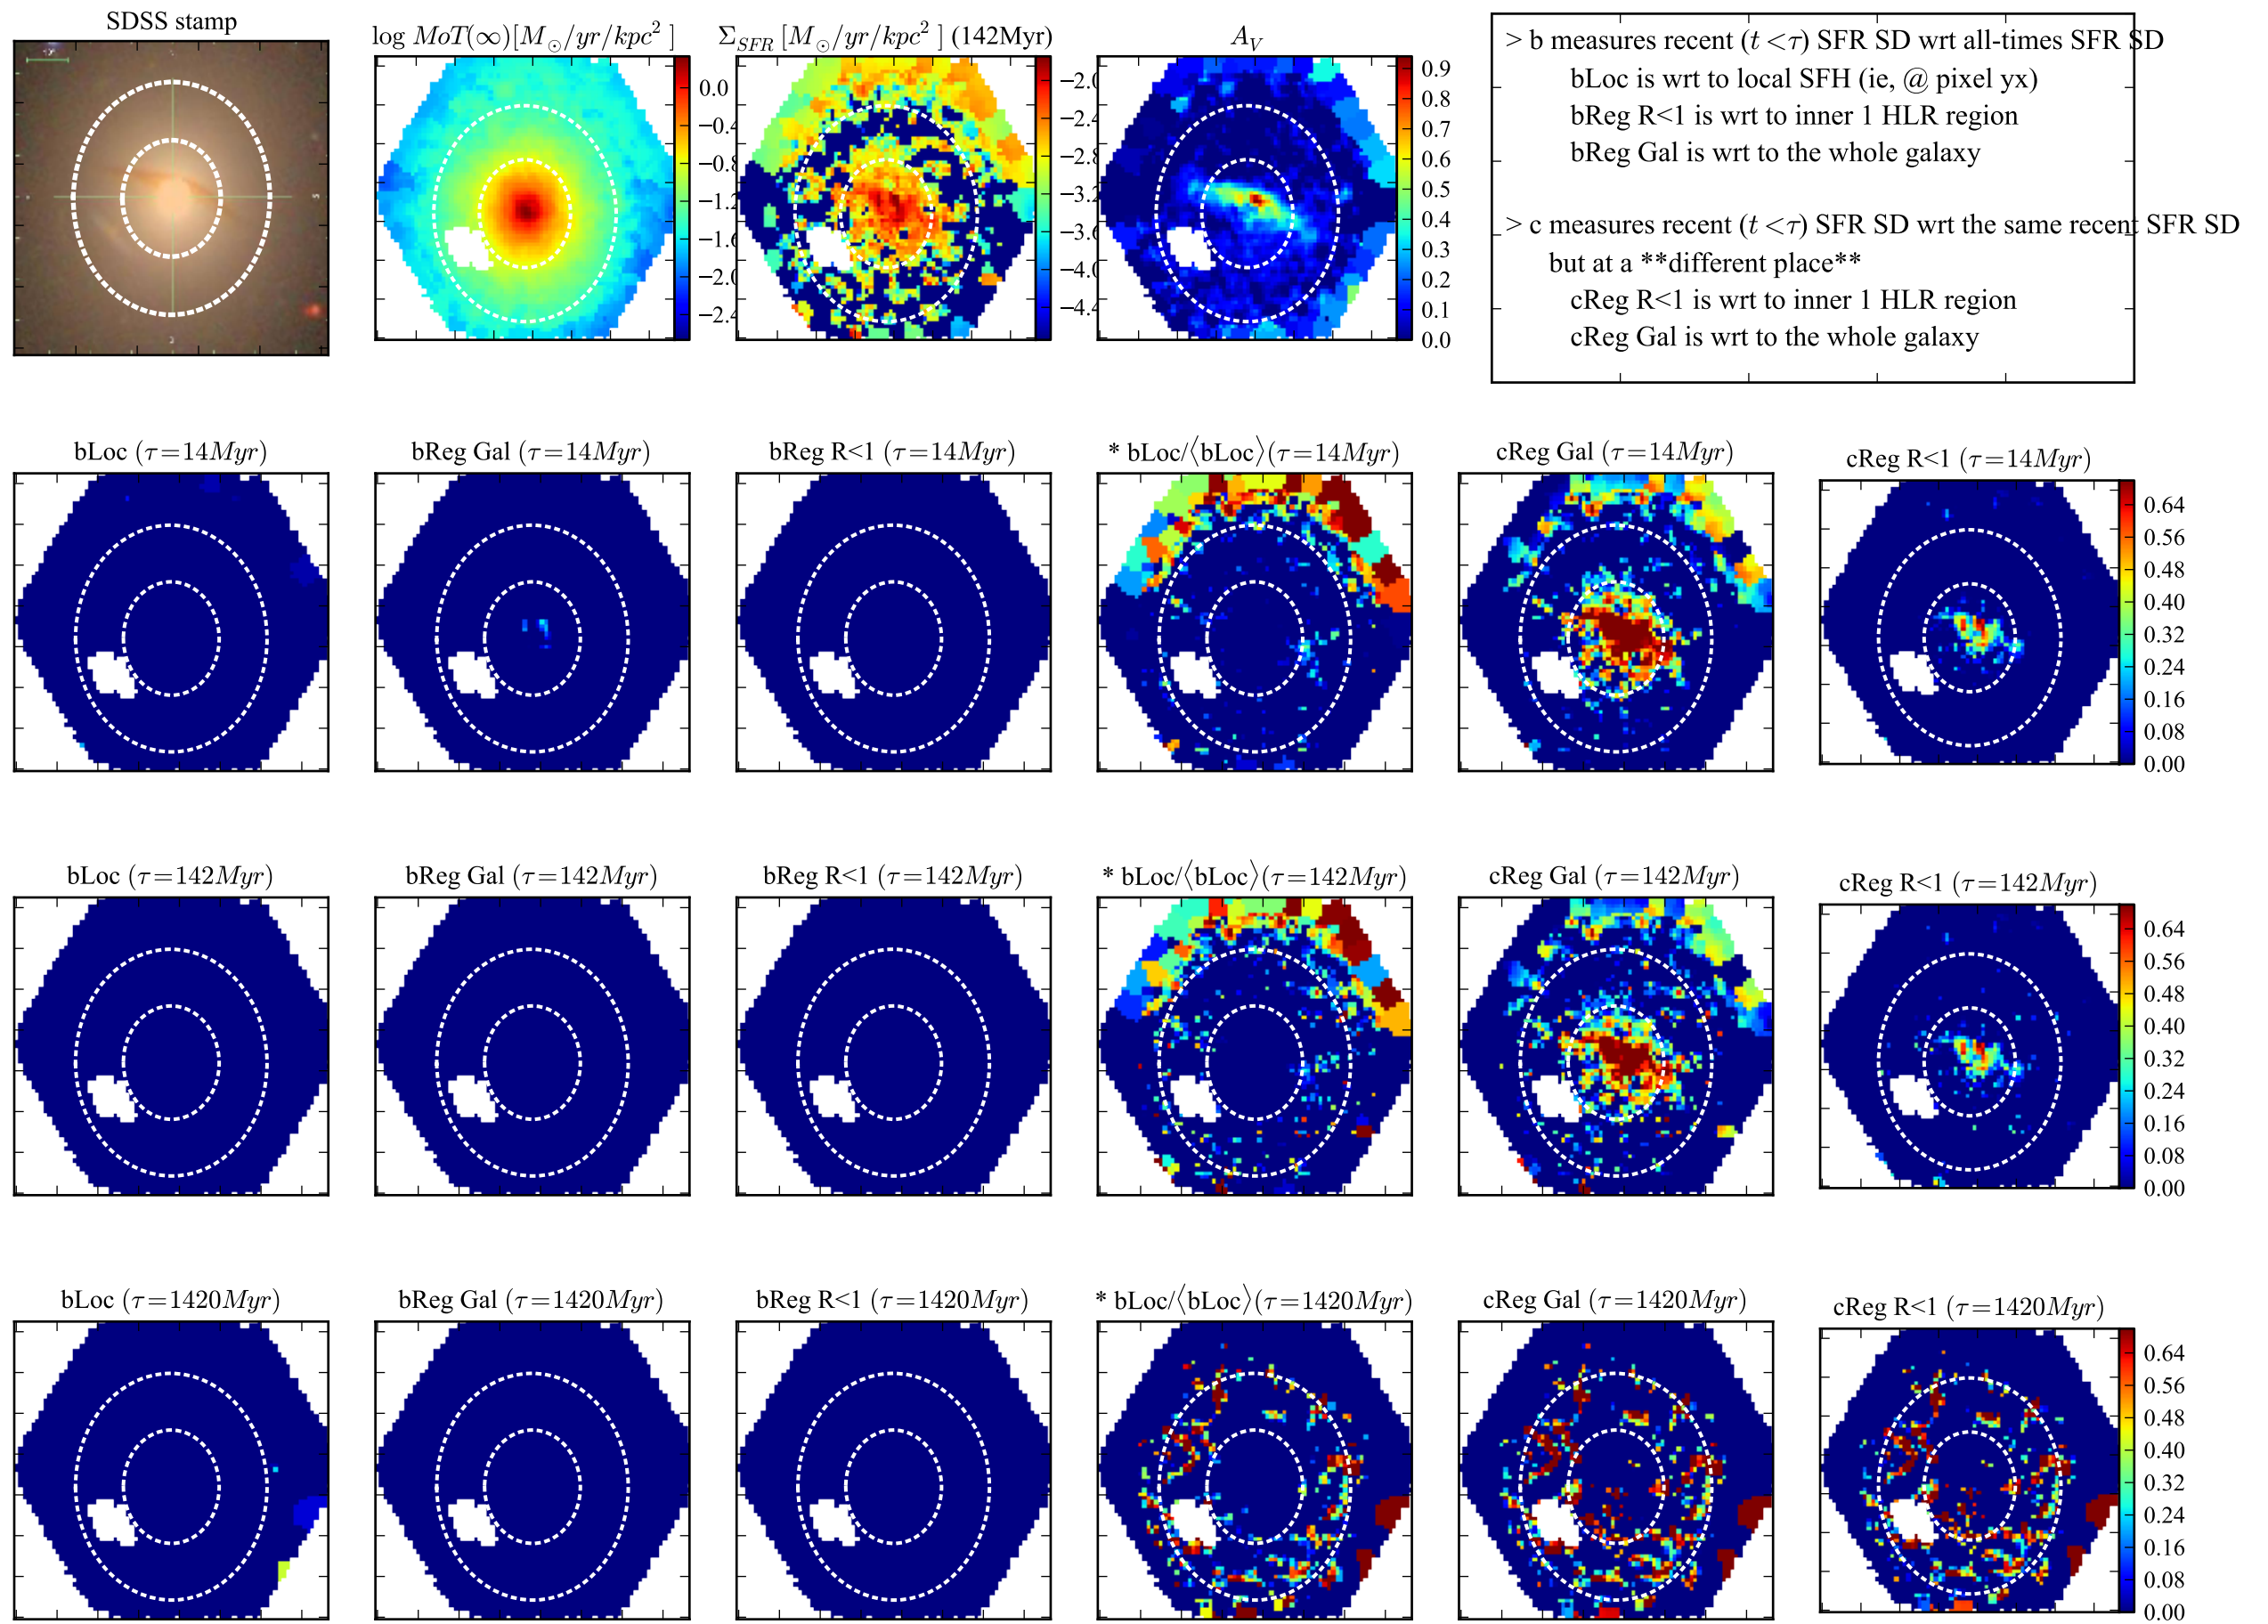 SDSS stamp
log MoT(∞)[M⊙/yr/kpc² ]
Σ_SFR [M⊙/yr/kpc² ] (142Myr)
A_V
0.0
−0.4
−0.8
−1.2
−1.6
−2.0
−2.4
−2.0
−2.4
−2.8
−3.2
−3.6
−4.0
−4.4
0.9
0.8
0.7
0.6
0.5
0.4
0.3
0.2
0.1
0.0
> b measures recent (t <τ) SFR SD wrt all-times SFR SD
bLoc is wrt to local SFH (ie, @ pixel yx)
bReg R<1 is wrt to inner 1 HLR region
bReg Gal is wrt to the whole galaxy
> c measures recent (t <τ) SFR SD wrt the same recent SFR SD
but at a **different place**
cReg R<1 is wrt to inner 1 HLR region
cReg Gal is wrt to the whole galaxy
bLoc (τ=14Myr)
bReg Gal (τ=14Myr)
bReg R<1 (τ=14Myr)
* bLoc/⟨bLoc⟩(τ=14Myr)
cReg Gal (τ=14Myr)
cReg R<1 (τ=14Myr)
0.64
0.56
0.48
0.40
0.32
0.24
0.16
0.08
0.00
bLoc (τ=142Myr)
bReg Gal (τ=142Myr)
bReg R<1 (τ=142Myr)
* bLoc/⟨bLoc⟩(τ=142Myr)
cReg Gal (τ=142Myr)
cReg R<1 (τ=142Myr)
0.64
0.56
0.48
0.40
0.32
0.24
0.16
0.08
0.00
bLoc (τ=1420Myr)
bReg Gal (τ=1420Myr)
bReg R<1 (τ=1420Myr)
* bLoc/⟨bLoc⟩(τ=1420Myr)
cReg Gal (τ=1420Myr)
cReg R<1 (τ=1420Myr)
0.64
0.56
0.48
0.40
0.32
0.24
0.16
0.08
0.00